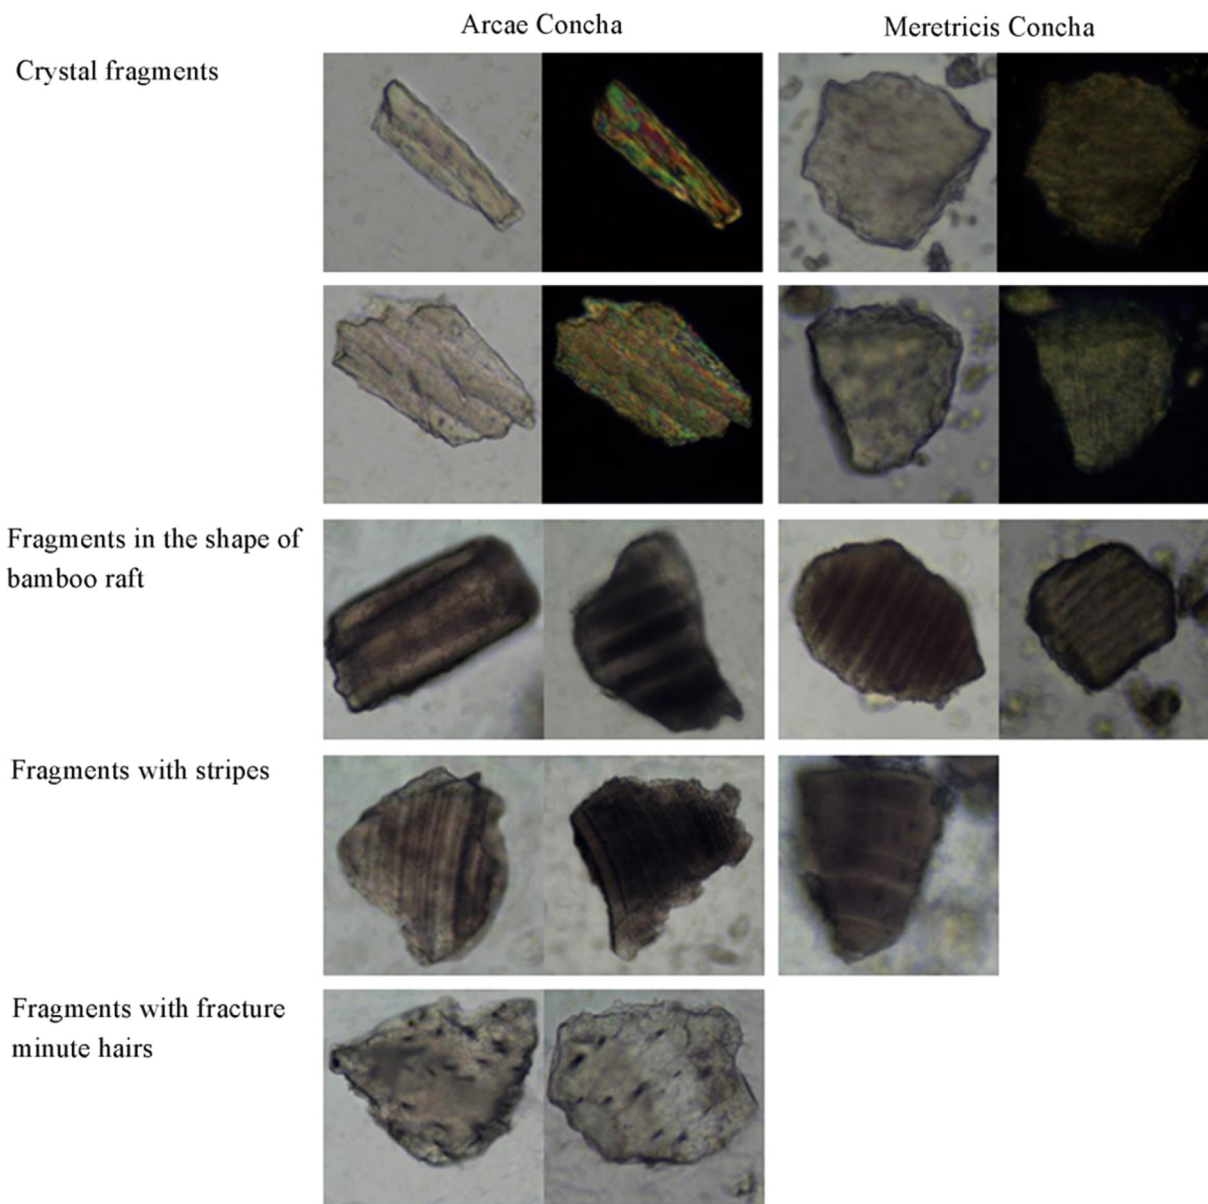 Arcae Concha
Meretricis Concha
Crystal fragments
Fragments in the shape of
bamboo raft
Fragments with stripes
Fragments with fracture
minute hairs